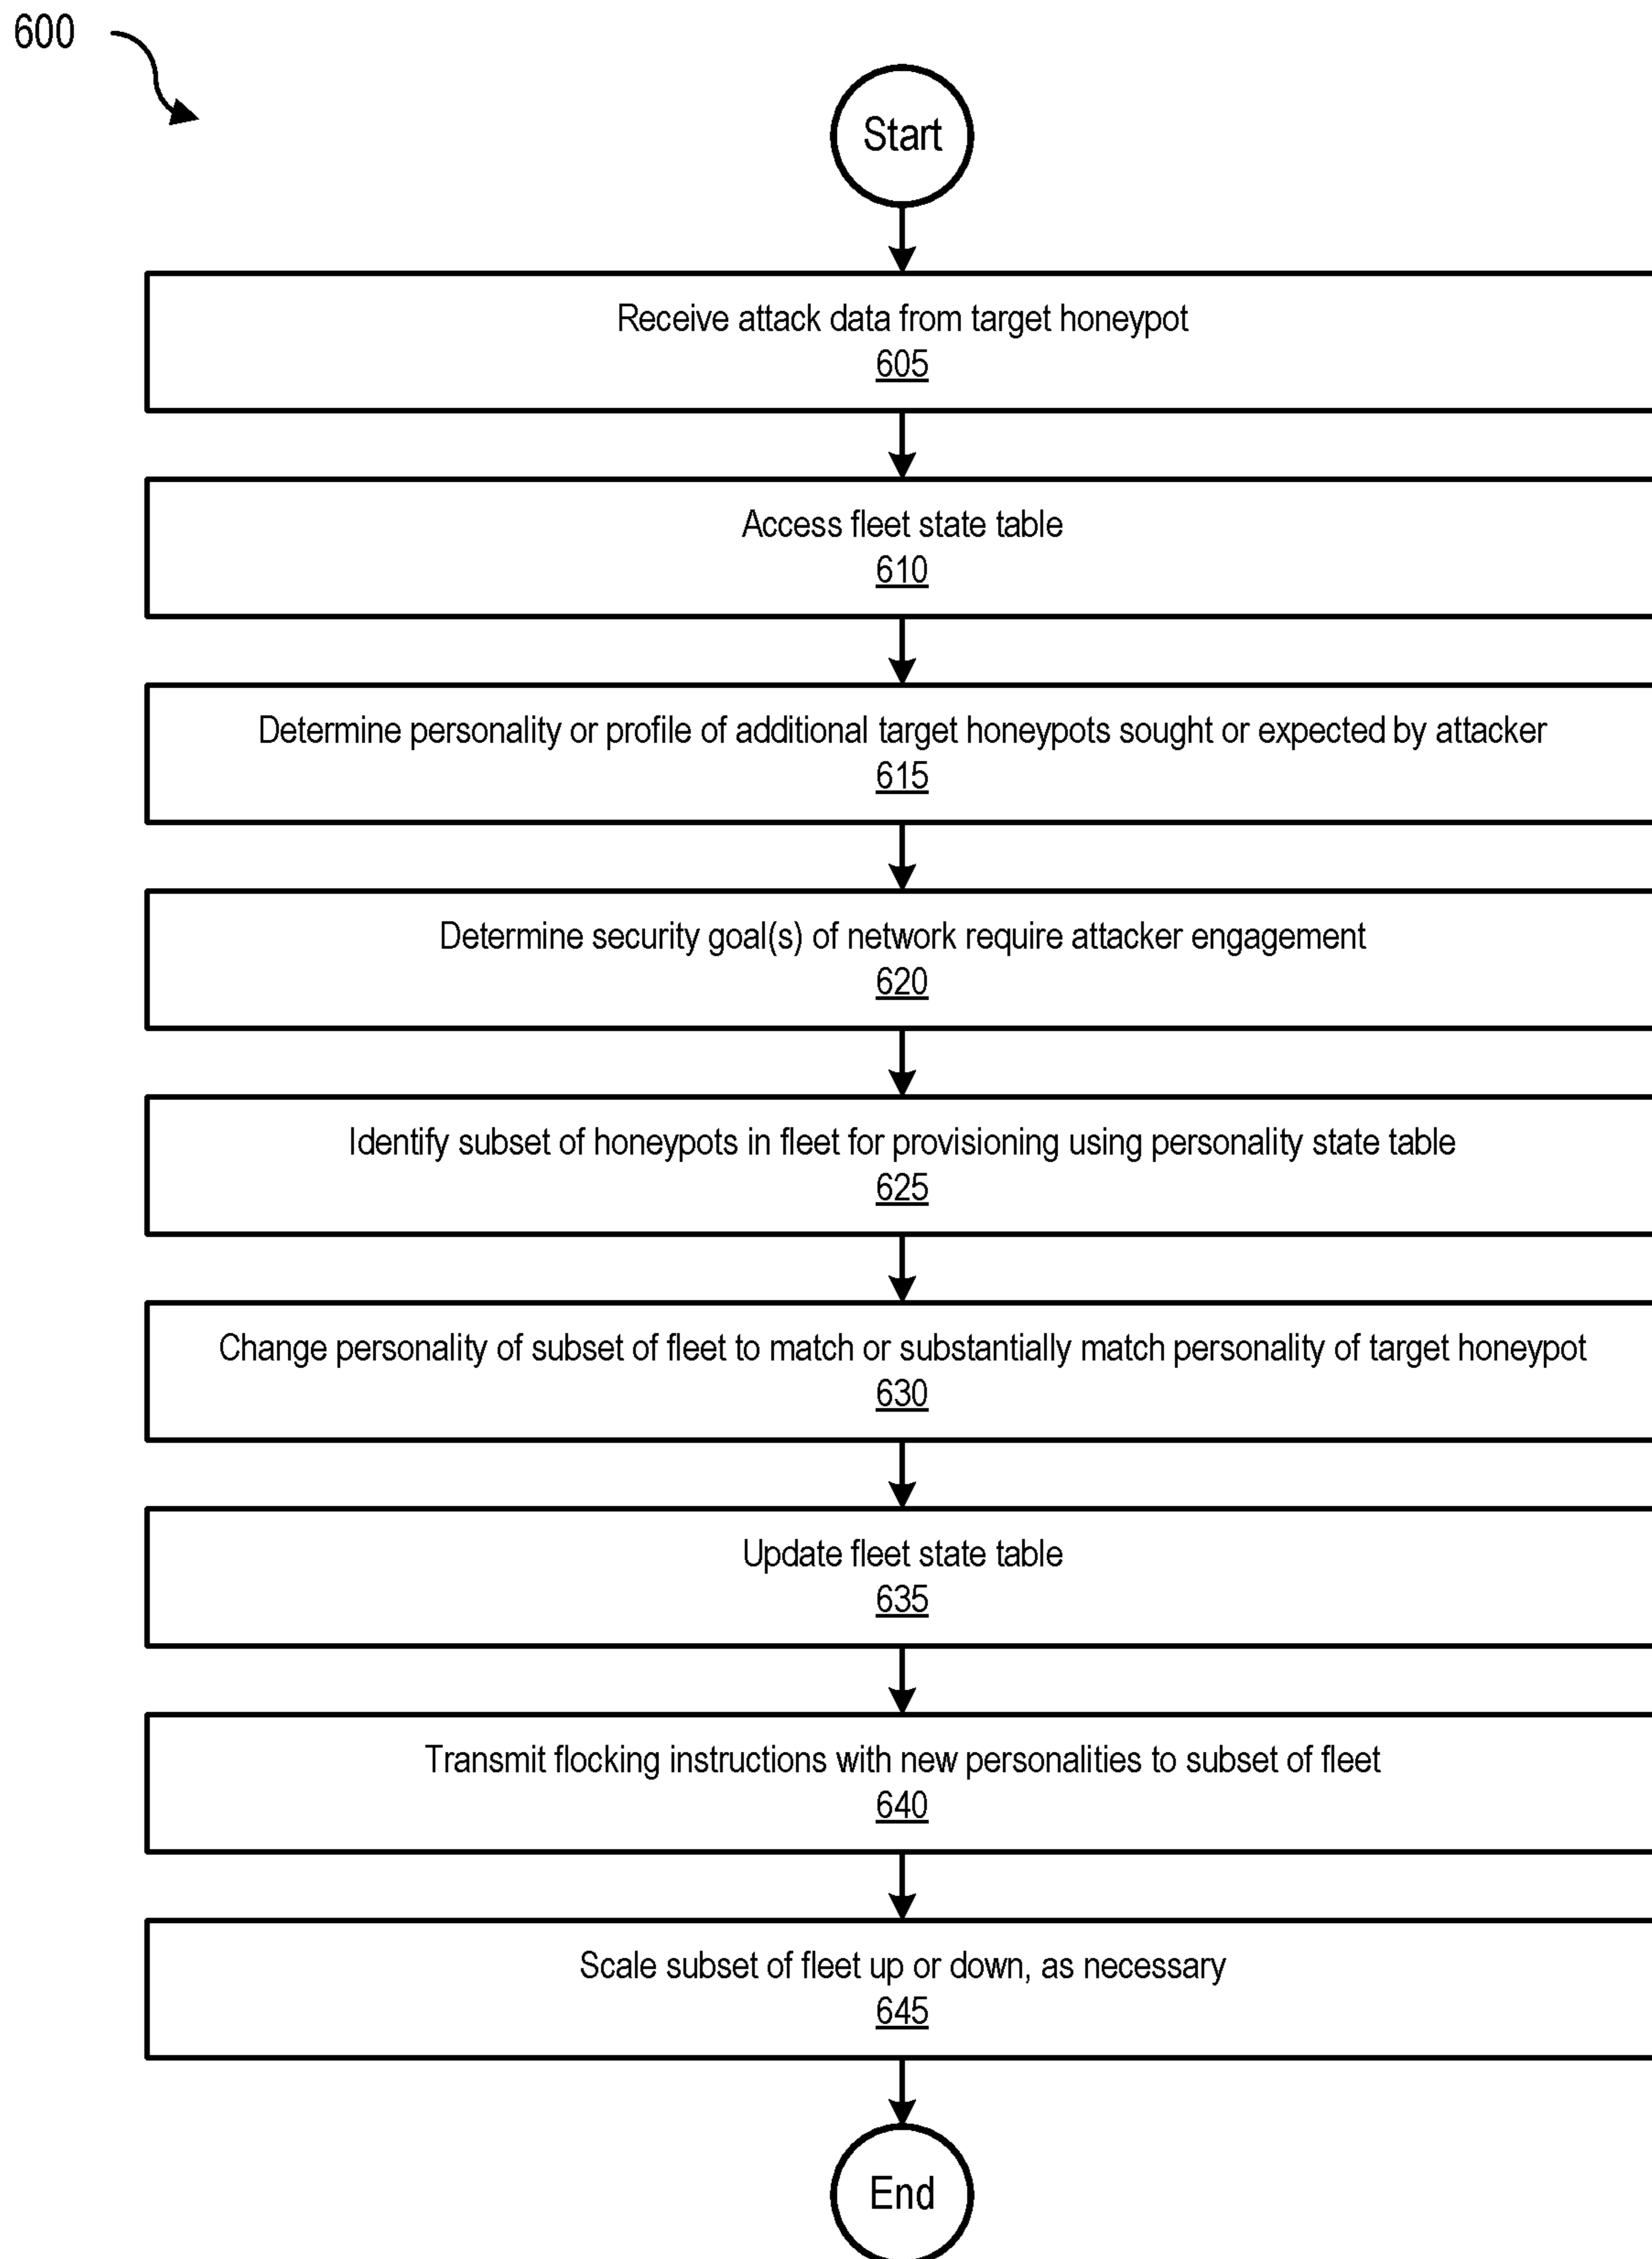 600
Start
Receive attack data from target honeypot
605
Access fleet state table
610
Determine personality or profile of additional target honeypots sought or expected by attacker
615
Determine security goal(s) of network require attacker engagement
620
Identify subset of honeypots in fleet for provisioning using personality state table
625
Change personality of subset of fleet to match or substantially match personality of target honeypot
630
Update fleet state table
635
Transmit flocking instructions with new personalities to subset of fleet
640
Scale subset of fleet up or down, as necessary
645
End